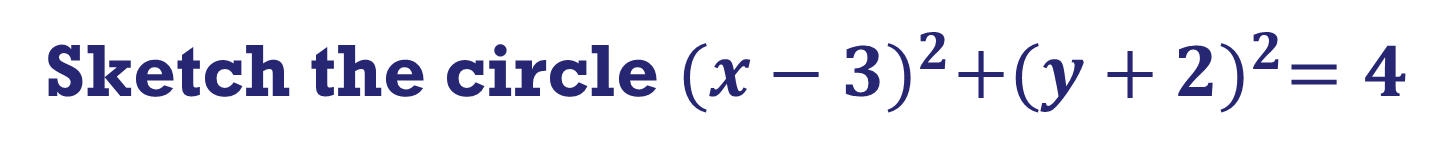 Sketch the circle (x − 3)²+(y + 2)²= 4